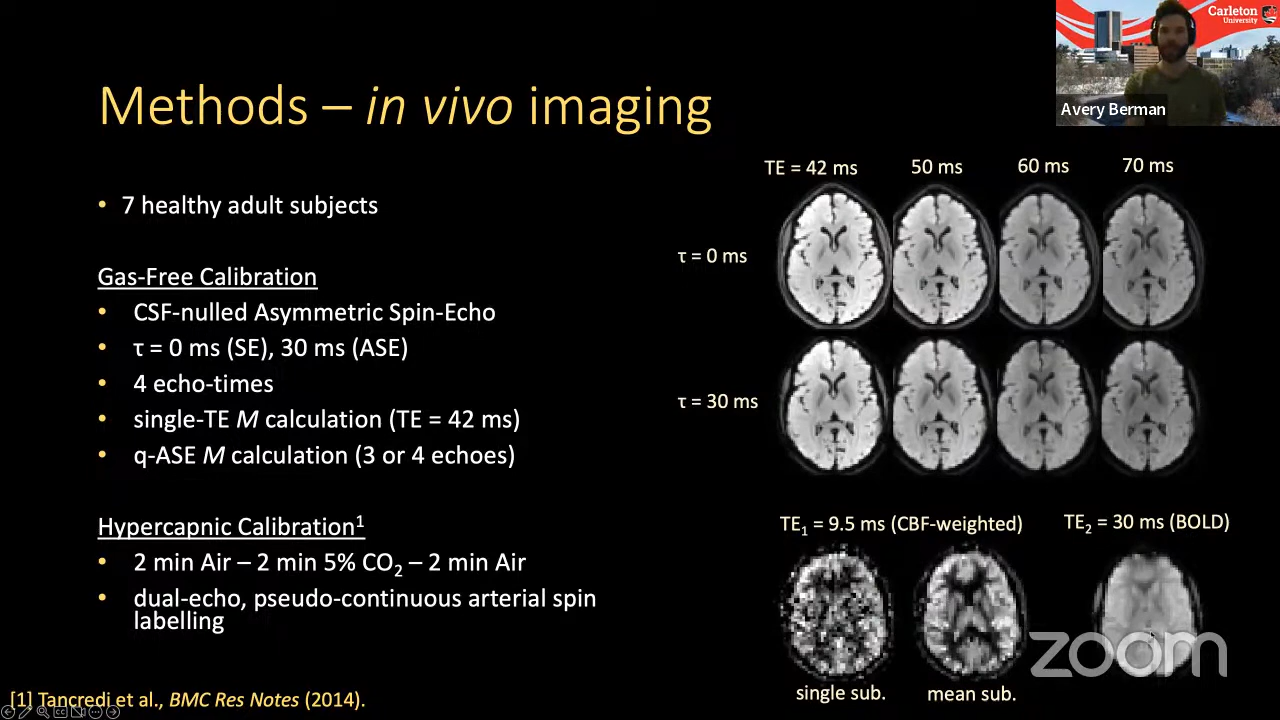 Carleton
University
Avery Berman
Methods – in vivo imaging
• 7 healthy adult subjects
Gas-Free Calibration
• CSF-nulled Asymmetric Spin-Echo
• τ = 0 ms (SE), 30 ms (ASE)
• 4 echo-times
• single-TE M calculation (TE = 42 ms)
• q-ASE M calculation (3 or 4 echoes)
Hypercapnic Calibration¹
• 2 min Air – 2 min 5% CO₂ – 2 min Air
• dual-echo, pseudo-continuous arterial spin
labelling
TE = 42 ms 50 ms 60 ms 70 ms
τ = 0 ms
τ = 30 ms
TE₁ = 9.5 ms (CBF-weighted) TE₂ = 30 ms (BOLD)
zoom
single sub. mean sub.
[1] Tancredi et al., BMC Res Notes (2014).